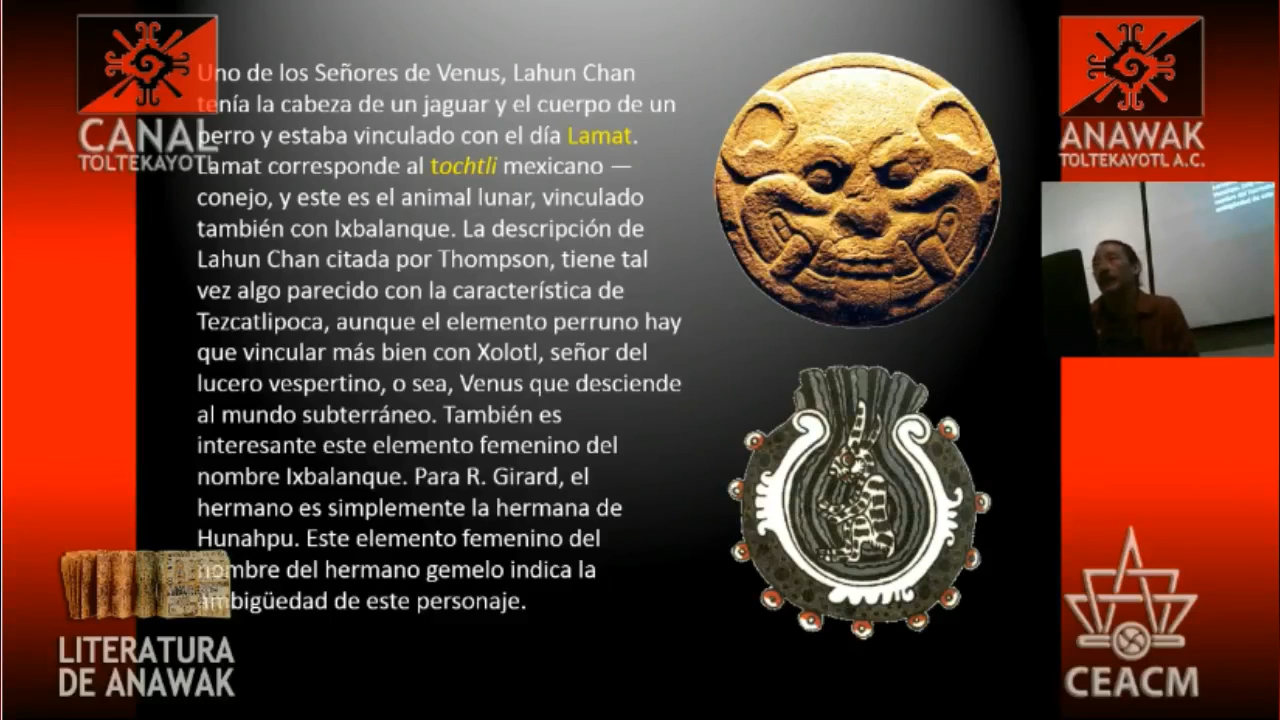 Uno de los Señores de Venus, Lahun Chan
tenía la cabeza de un jaguar y el cuerpo de un
perro y estaba vinculado con el día Lamat.
Lamat corresponde al tochtli mexicano —
conejo, y este es el animal lunar, vinculado
también con Ixbalanque. La descripción de
Lahun Chan citada por Thompson, tiene tal
vez algo parecido con la característica de
Tezcatlipoca, aunque el elemento perruno hay
que vincular más bien con Xolotl, señor del
lucero vespertino, o sea, Venus que desciende
al mundo subterráneo. También es
interesante este elemento femenino del
nombre Ixbalanque. Para R. Girard, el
hermano es simplemente la hermana de
Hunahpu. Este elemento femenino del
nombre del hermano gemelo indica la
ambigüedad de este personaje.
CANAL
TOLTEKAYOTL
LITERATURA
DE ANAWAK
ANAWAK
TOLTEKAYOTL A.C.
CEACM